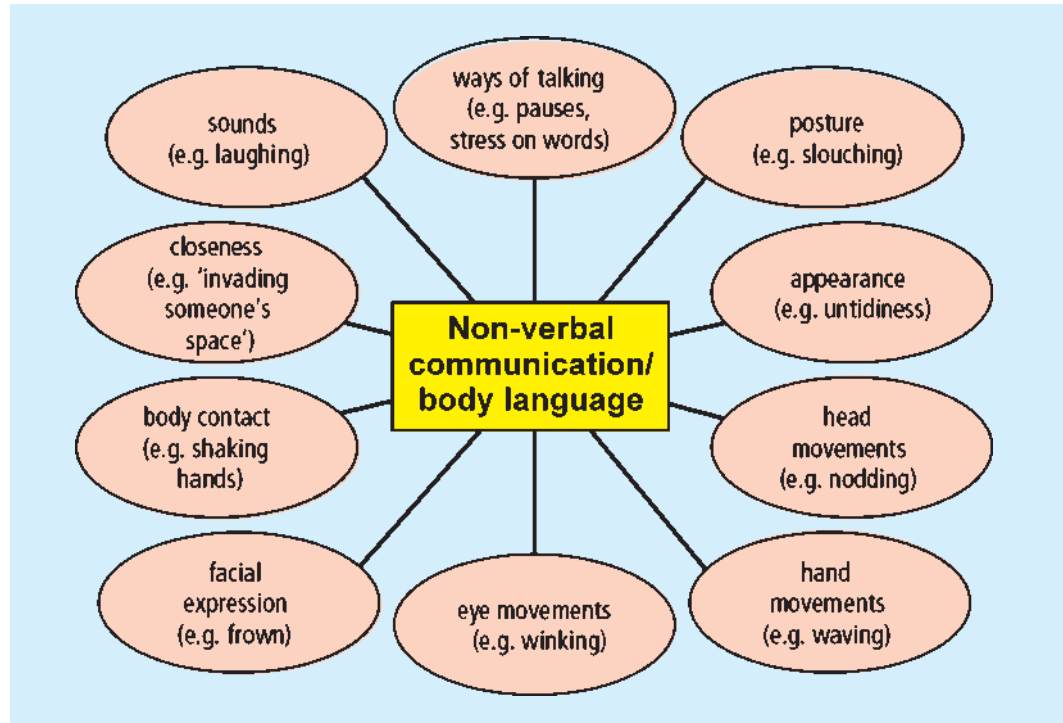 ways of talking
(e.g. pauses,
stress on words)
sounds
(e.g. laughing)
posture
(e.g. slouching)
closeness
(e.g. ‘invading
someone’s
space‘)
appearance
(e.g. untidiness)
Non-verbal
communication/
body language
body contact
(e.g. shaking
hands)
head
movements
(e.g. nodding)
facial
expression
(e.g. frown)
eye movements
(e.g. winking)
hand
movements
(e.g. waving)